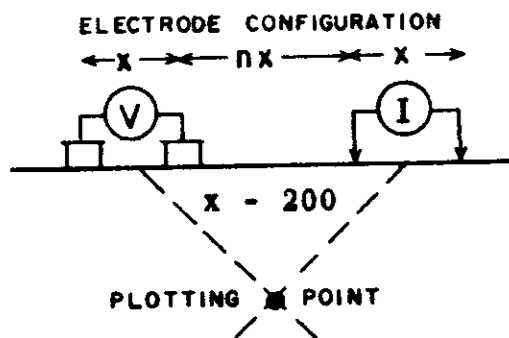 ELECTRODE CONFIGURATION
x nx x
V I
x - 200
PLOTTING POINT